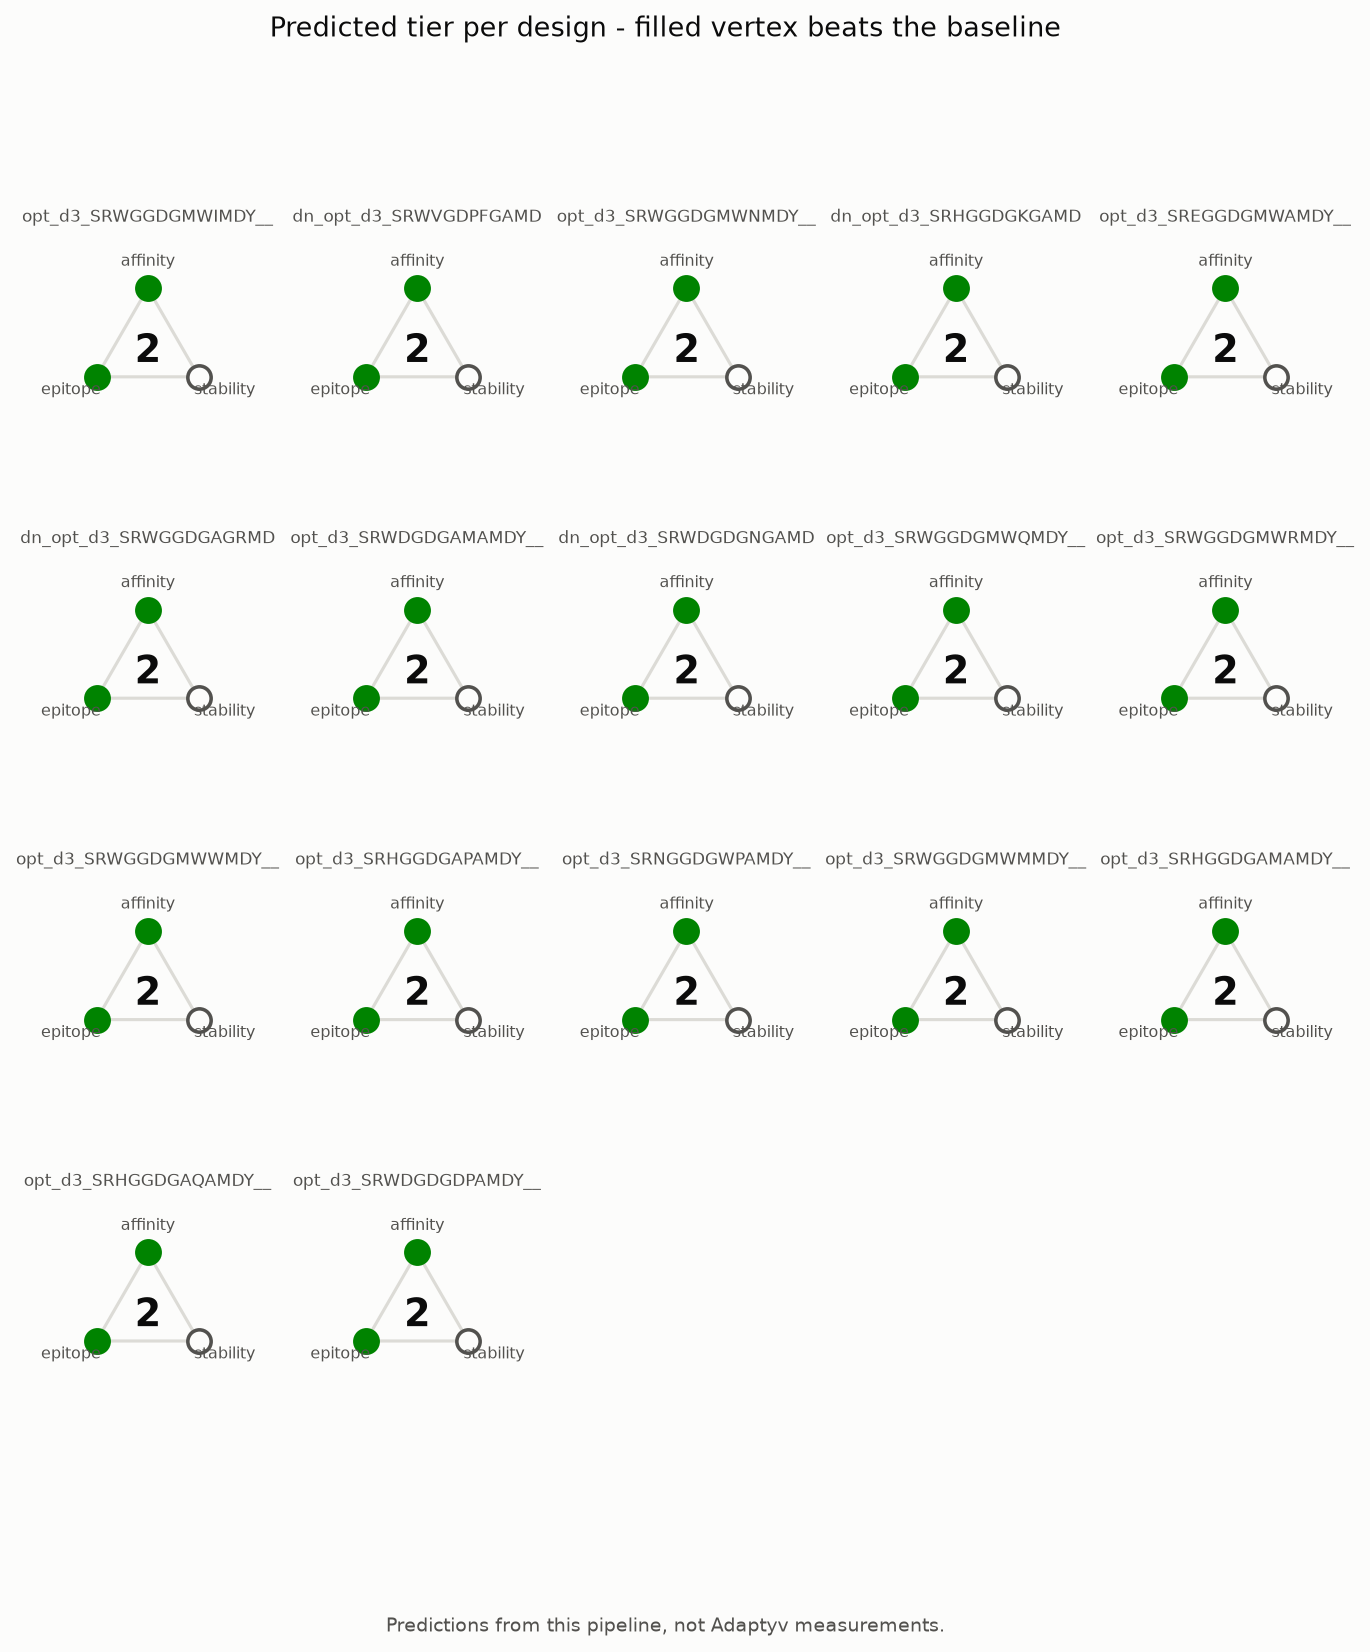 Predicted tier per design - filled vertex beats the baseline
opt_d3_SRWGGDGMWIMDY__ dn_opt_d3_SRWVGDPFGAMD opt_d3_SRWGGDGMWNMDY__ dn_opt_d3_SRHGGDGKGAMD opt_d3_SREGGDGMWAMDY__
affinity affinity affinity affinity affinity
2 2 2 2 2
epitope stability epitope stability epitope stability epitope stability epitope stability
dn_opt_d3_SRWGGDGAGRMD opt_d3_SRWDGDGAMAMDY__ dn_opt_d3_SRWDGDGNGAMD opt_d3_SRWGGDGMWQMDY__ opt_d3_SRWGGDGMWRMDY__
affinity affinity affinity affinity affinity
2 2 2 2 2
epitope stability epitope stability epitope stability epitope stability epitope stability
opt_d3_SRWGGDGMWWMDY__ opt_d3_SRHGGDGAPAMDY__ opt_d3_SRNGGDGWPAMDY__ opt_d3_SRWGGDGMWMMDY__ opt_d3_SRHGGDGAMAMDY__
affinity affinity affinity affinity affinity
2 2 2 2 2
epitope stability epitope stability epitope stability epitope stability epitope stability
opt_d3_SRHGGDGAQAMDY__ opt_d3_SRWDGDGDPAMDY__
affinity affinity
2 2
epitope stability epitope stability
Predictions from this pipeline, not Adaptyv measurements.